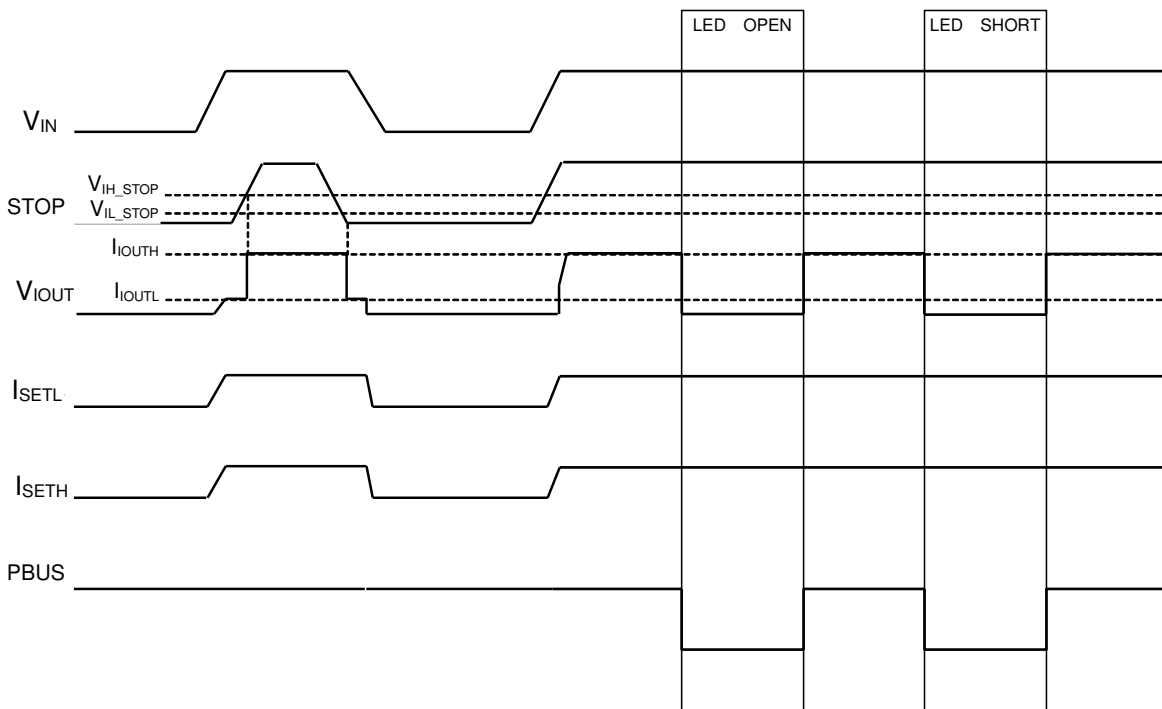 LED OPEN
LED SHORT
VIN
STOP
VIH_STOP
VIL_STOP
VIOUT
IIOUTH
IIOUTL
ISETL
ISETH
PBUS